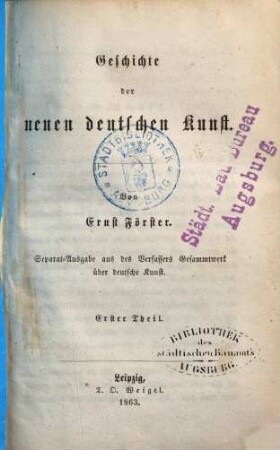 Geschichte
der
neuen deutschen Kunst.
STADTBIBLIOTHEK
AUGSBURG
Städt. Bau Bureau
Augsburg.
Von
Ernst Förster.
Separat-Ausgabe aus des Verfassers Gesammtwerk
über deutsche Kunst.
Erster Theil.
BIBLIOTHEK
des
städtischen Bauamts
AUGSBURG.
Leipzig,
T. O. Weigel.
1863.